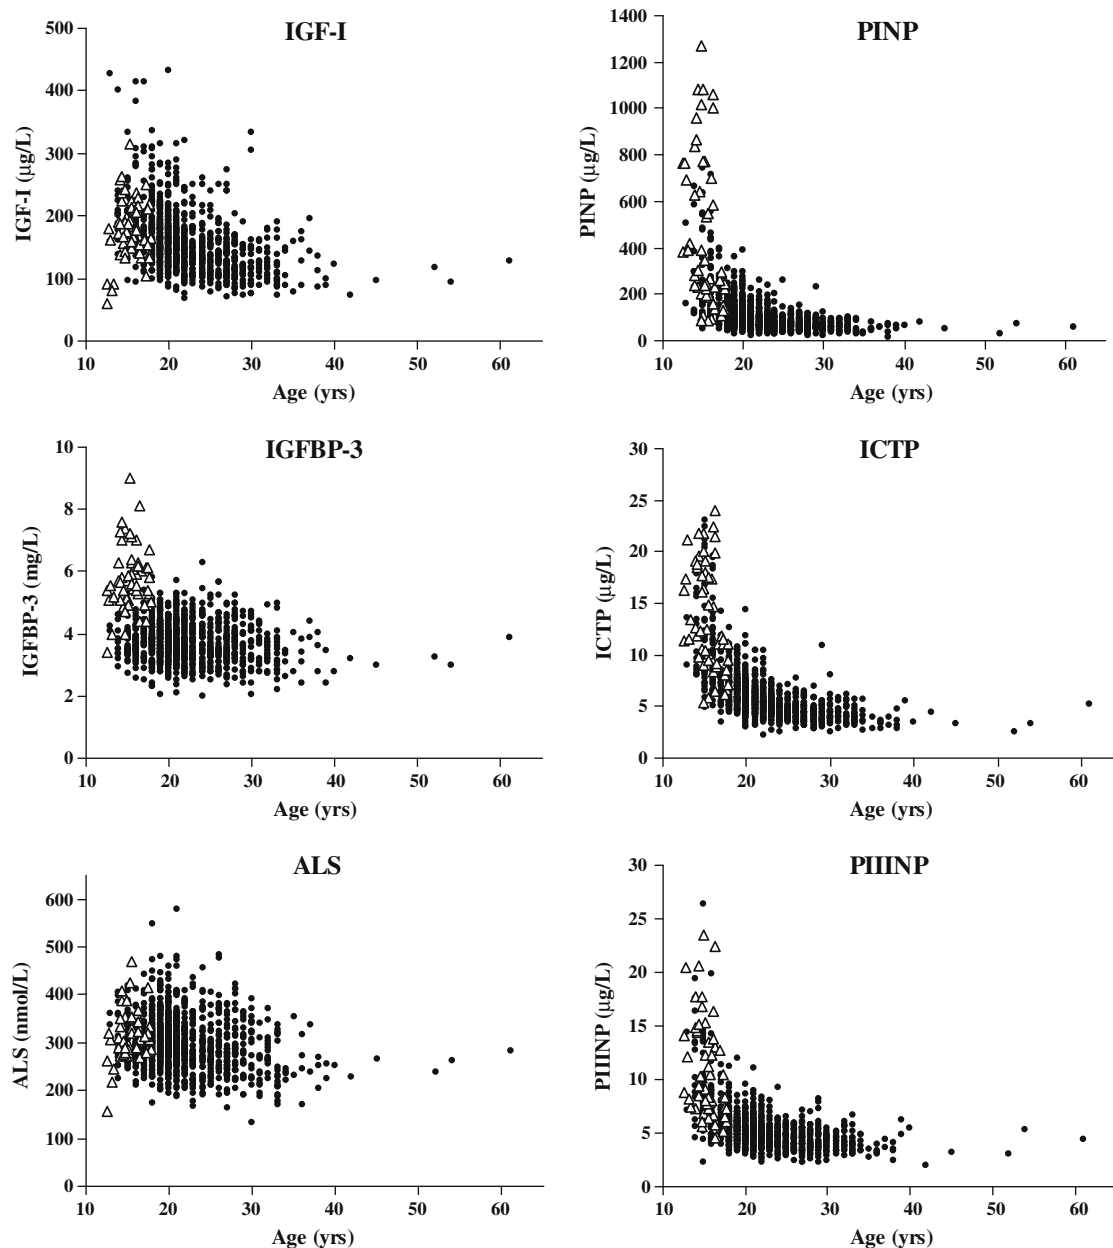 IGF-I
500
400
300
200
100
0
IGF-I (µg/L)
10 20 30 40 50 60
Age (yrs)
PINP
1400
1200
1000
800
600
400
200
0
PINP (µg/L)
10 20 30 40 50 60
Age (yrs)
IGFBP-3
10
8
6
4
2
0
IGFBP-3 (mg/L)
10 20 30 40 50 60
Age (yrs)
ICTP
30
25
20
15
10
5
0
ICTP (µg/L)
10 20 30 40 50 60
Age (yrs)
ALS
600
500
400
300
200
100
0
ALS (nmol/L)
10 20 30 40 50 60
Age (yrs)
PIIINP
30
25
20
15
10
5
0
PIIINP (µg/L)
10 20 30 40 50 60
Age (yrs)